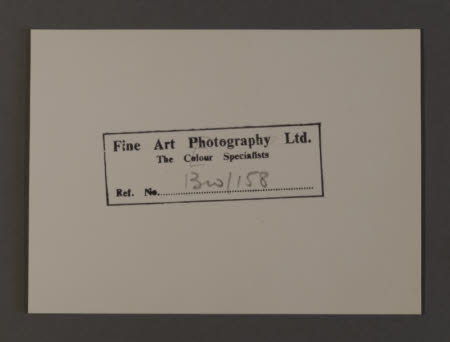 Fine Art Photography Ltd.
The Colour Specialists
Ref. No. Bw/158